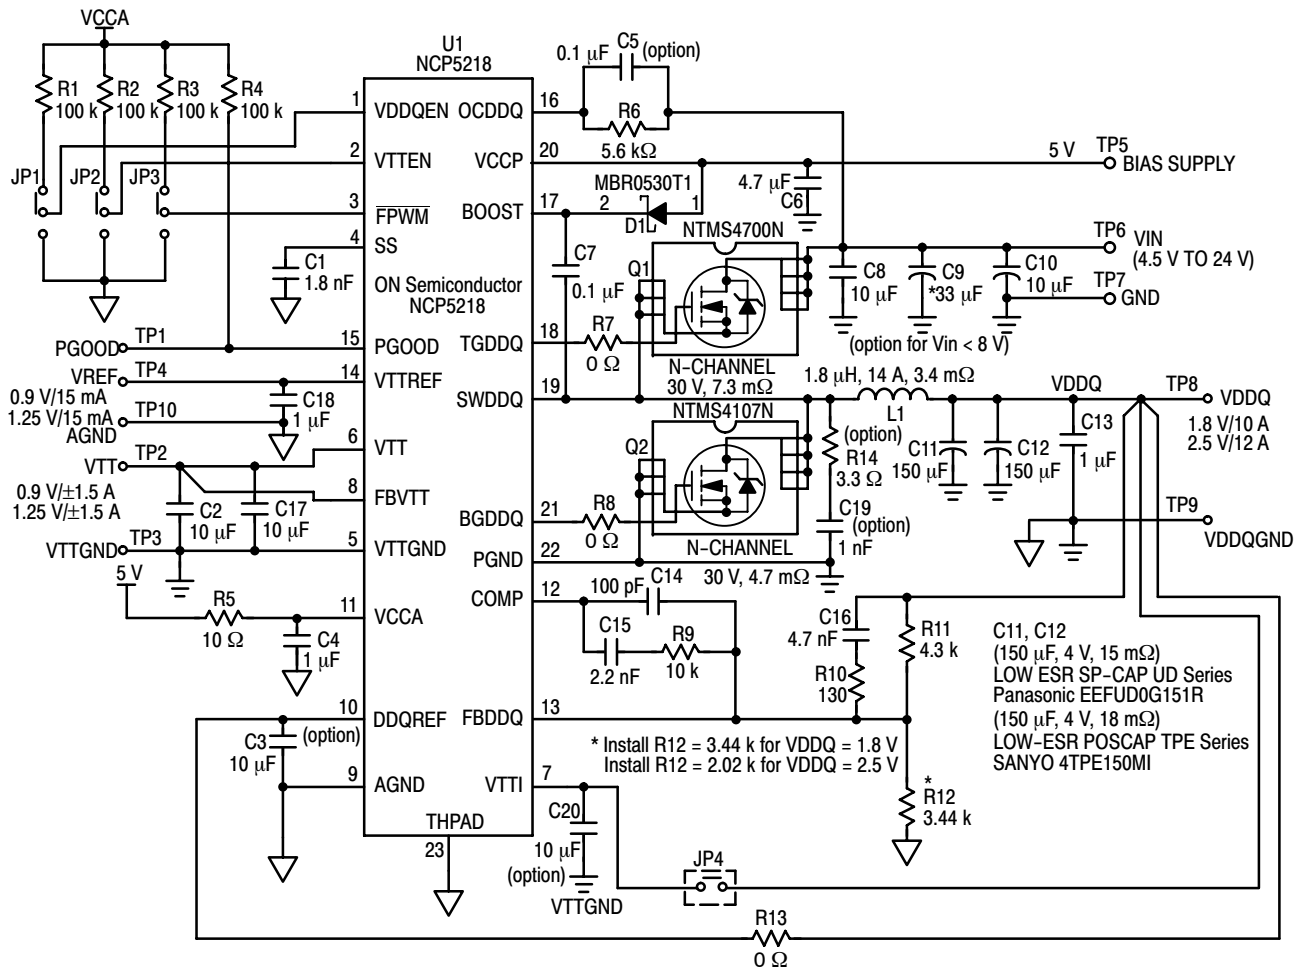 VCCA
R1
100 k
R2
100 k
R3
100 k
R4
100 k
JP1
JP2
JP3
U1
NCP5218
1
VDDQEN
2
VTTEN
3
FPWM
4
SS
C1
1.8 nF
ON Semiconductor
NCP5218
PGOOD
TP1
15
PGOOD
VREF
TP4
14
VTTREF
0.9 V/15 mA
1.25 V/15 mA
AGND
TP10
C18
1 µF
6
VTT
VTT
TP2
8
FBVTT
0.9 V/±1.5 A
1.25 V/±1.5 A
C2
10 µF
C17
10 µF
VTTGND
TP3
5
VTTGND
5 V
R5
10 Ω
11
VCCA
C4
1 µF
10
DDQREF
C3
(option)
10 µF
9
AGND
THPAD
23
OCDDQ
16
0.1 µF
C5
(option)
R6
5.6 kΩ
VCCP
20
5 V
TP5
BIAS SUPPLY
BOOST
17
MBR0530T1
2
1
D1
4.7 µF
C6
C7
0.1 µF
NTMS4700N
Q1
TP6
VIN
(4.5 V TO 24 V)
C8
10 µF
C9
*33 µF
C10
10 µF
TP7
GND
(option for Vin < 8 V)
TGDDQ
18
R7
0 Ω
N-CHANNEL
30 V, 7.3 mΩ
SWDDQ
19
1.8 µH, 14 A, 3.4 mΩ
L1
VDDQ
TP8
VDDQ
1.8 V/10 A
2.5 V/12 A
NTMS4107N
Q2
(option)
R14
3.3 Ω
C11
150 µF
C12
150 µF
C13
1 µF
BGDDQ
21
R8
0 Ω
N-CHANNEL
30 V, 4.7 mΩ
C19
(option)
1 nF
TP9
VDDQGND
PGND
22
COMP
12
100 pF
C14
C15
2.2 nF
R9
10 k
C16
4.7 nF
R10
130
R11
4.3 k
C11, C12
(150 µF, 4 V, 15 mΩ)
LOW ESR SP-CAP UD Series
Panasonic EEFUD0G151R
(150 µF, 4 V, 18 mΩ)
LOW-ESR POSCAP TPE Series
SANYO 4TPE150MI
FBDDQ
13
* Install R12 = 3.44 k for VDDQ = 1.8 V
Install R12 = 2.02 k for VDDQ = 2.5 V
*
R12
3.44 k
VTTI
7
C20
10 µF
(option)
VTTGND
JP4
R13
0 Ω